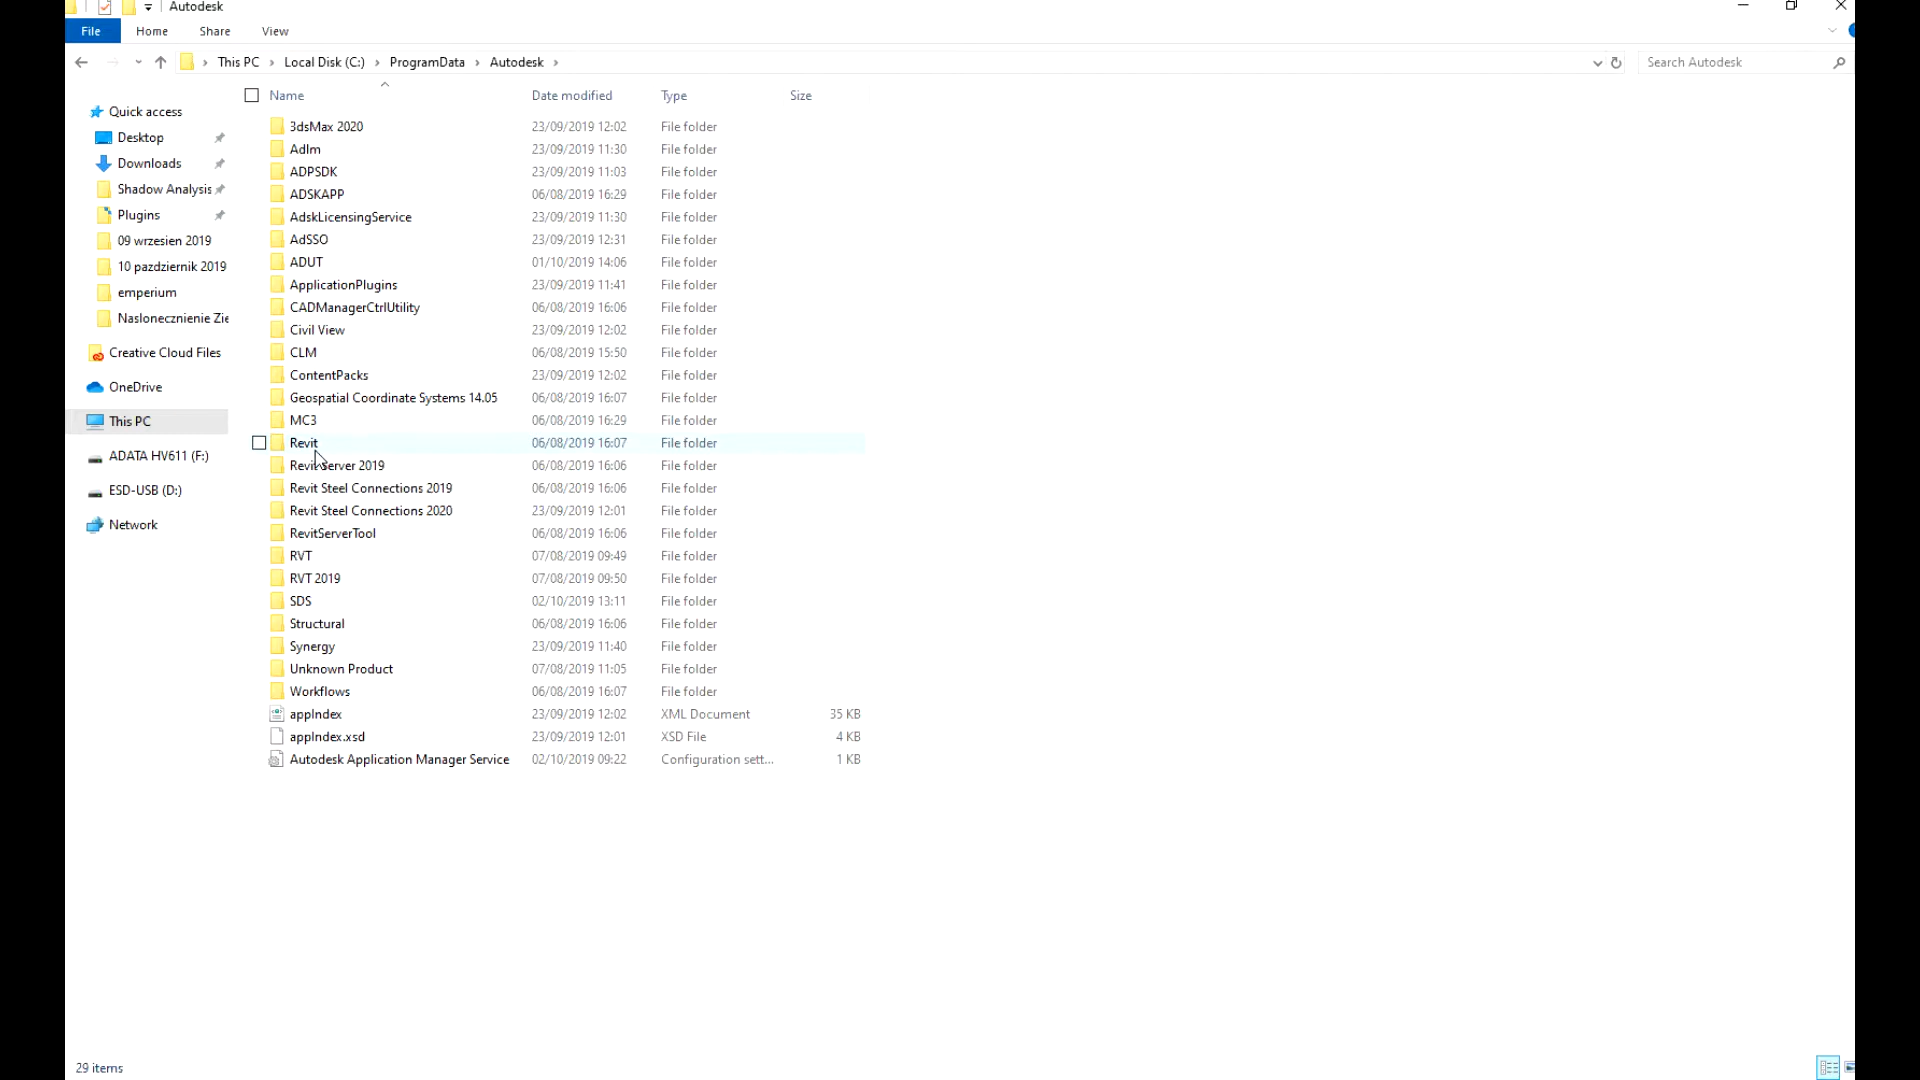 Autodesk
File Home Share View
This PC Local Disk (C:) ProgramData Autodesk
Search Autodesk
Name Date modified Type Size
Quick access
Desktop
Downloads
Shadow Analysis
Plugins
09 wrzesien 2019
10 pazdziernik 2019
emperium
Naslonecznienie Zie
Creative Cloud Files
OneDrive
This PC
ADATA HV611 (F:)
ESD-USB (D:)
Network
3dsMax 2020 23/09/2019 12:02 File folder
Adlm 23/09/2019 11:30 File folder
ADPSDK 23/09/2019 11:03 File folder
ADSKAPP 06/08/2019 16:29 File folder
AdskLicensingService 23/09/2019 11:30 File folder
AdSSO 23/09/2019 12:31 File folder
ADUT 01/10/2019 14:06 File folder
ApplicationPlugins 23/09/2019 11:41 File folder
CADManagerCtrlUtility 06/08/2019 16:06 File folder
Civil View 23/09/2019 12:02 File folder
CLM 06/08/2019 15:50 File folder
ContentPacks 23/09/2019 12:02 File folder
Geospatial Coordinate Systems 14.05 06/08/2019 16:07 File folder
MC3 06/08/2019 16:29 File folder
Revit 06/08/2019 16:07 File folder
Revit Server 2019 06/08/2019 16:06 File folder
Revit Steel Connections 2019 06/08/2019 16:06 File folder
Revit Steel Connections 2020 23/09/2019 12:01 File folder
RevitServerTool 06/08/2019 16:06 File folder
RVT 07/08/2019 09:49 File folder
RVT 2019 07/08/2019 09:50 File folder
SDS 02/10/2019 13:11 File folder
Structural 06/08/2019 16:06 File folder
Synergy 23/09/2019 11:40 File folder
Unknown Product 07/08/2019 11:05 File folder
Workflows 06/08/2019 16:07 File folder
appIndex 23/09/2019 12:02 XML Document 35 KB
appIndex.xsd 23/09/2019 12:01 XSD File 4 KB
Autodesk Application Manager Service 02/10/2019 09:22 Configuration sett... 1 KB
29 items